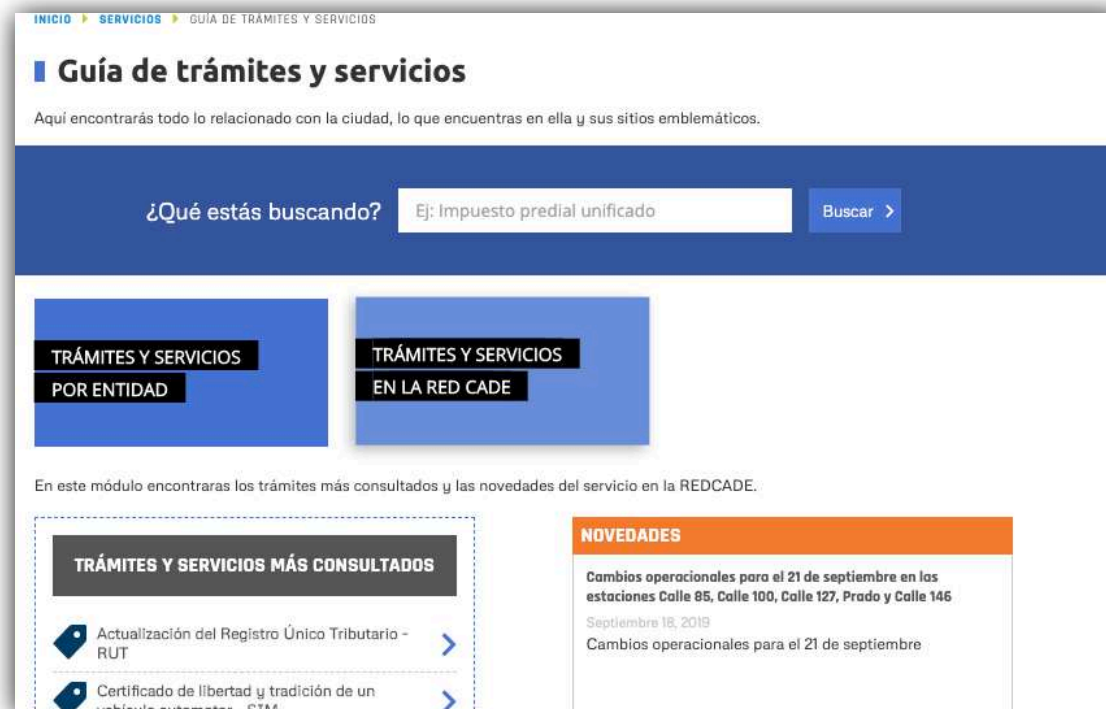 INICIO SERVICIOS GUÍA DE TRÁMITES Y SERVICIOS
Guía de trámites y servicios
Aquí encontrarás todo lo relacionado con la ciudad, lo que encuentras en ella y sus sitios emblemáticos.
¿Qué estás buscando?
Ej: Impuesto predial unificado
Buscar
TRÁMITES Y SERVICIOS
POR ENTIDAD
TRÁMITES Y SERVICIOS
EN LA RED CADE
En este módulo encontraras los trámites más consultados y las novedades del servicio en la REDCADE.
TRÁMITES Y SERVICIOS MÁS CONSULTADOS
Actualización del Registro Único Tributario -
RUT
Certificado de libertad y tradición de un
vehículo automotor - SIM
NOVEDADES
Cambios operacionales para el 21 de septiembre en las
estaciones Calle 85, Calle 100, Calle 127, Prado y Calle 146
Septiembre 18, 2019
Cambios operacionales para el 21 de septiembre